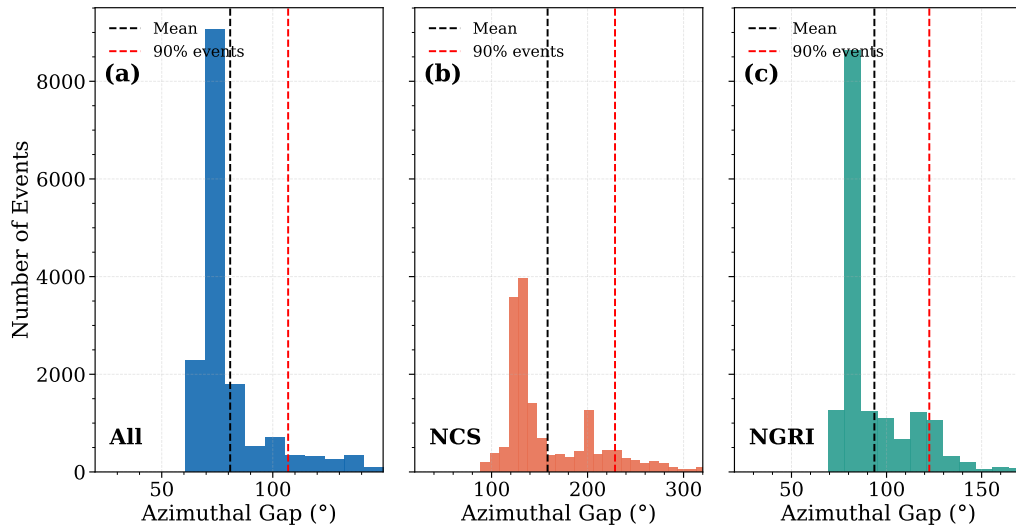 Number of Events
0
2000
4000
6000
8000
Mean
90% events
(a)
All
50
100
Azimuthal Gap (°)
Mean
90% events
(b)
NCS
100
200
300
Azimuthal Gap (°)
Mean
90% events
(c)
NGRI
50
100
150
Azimuthal Gap (°)